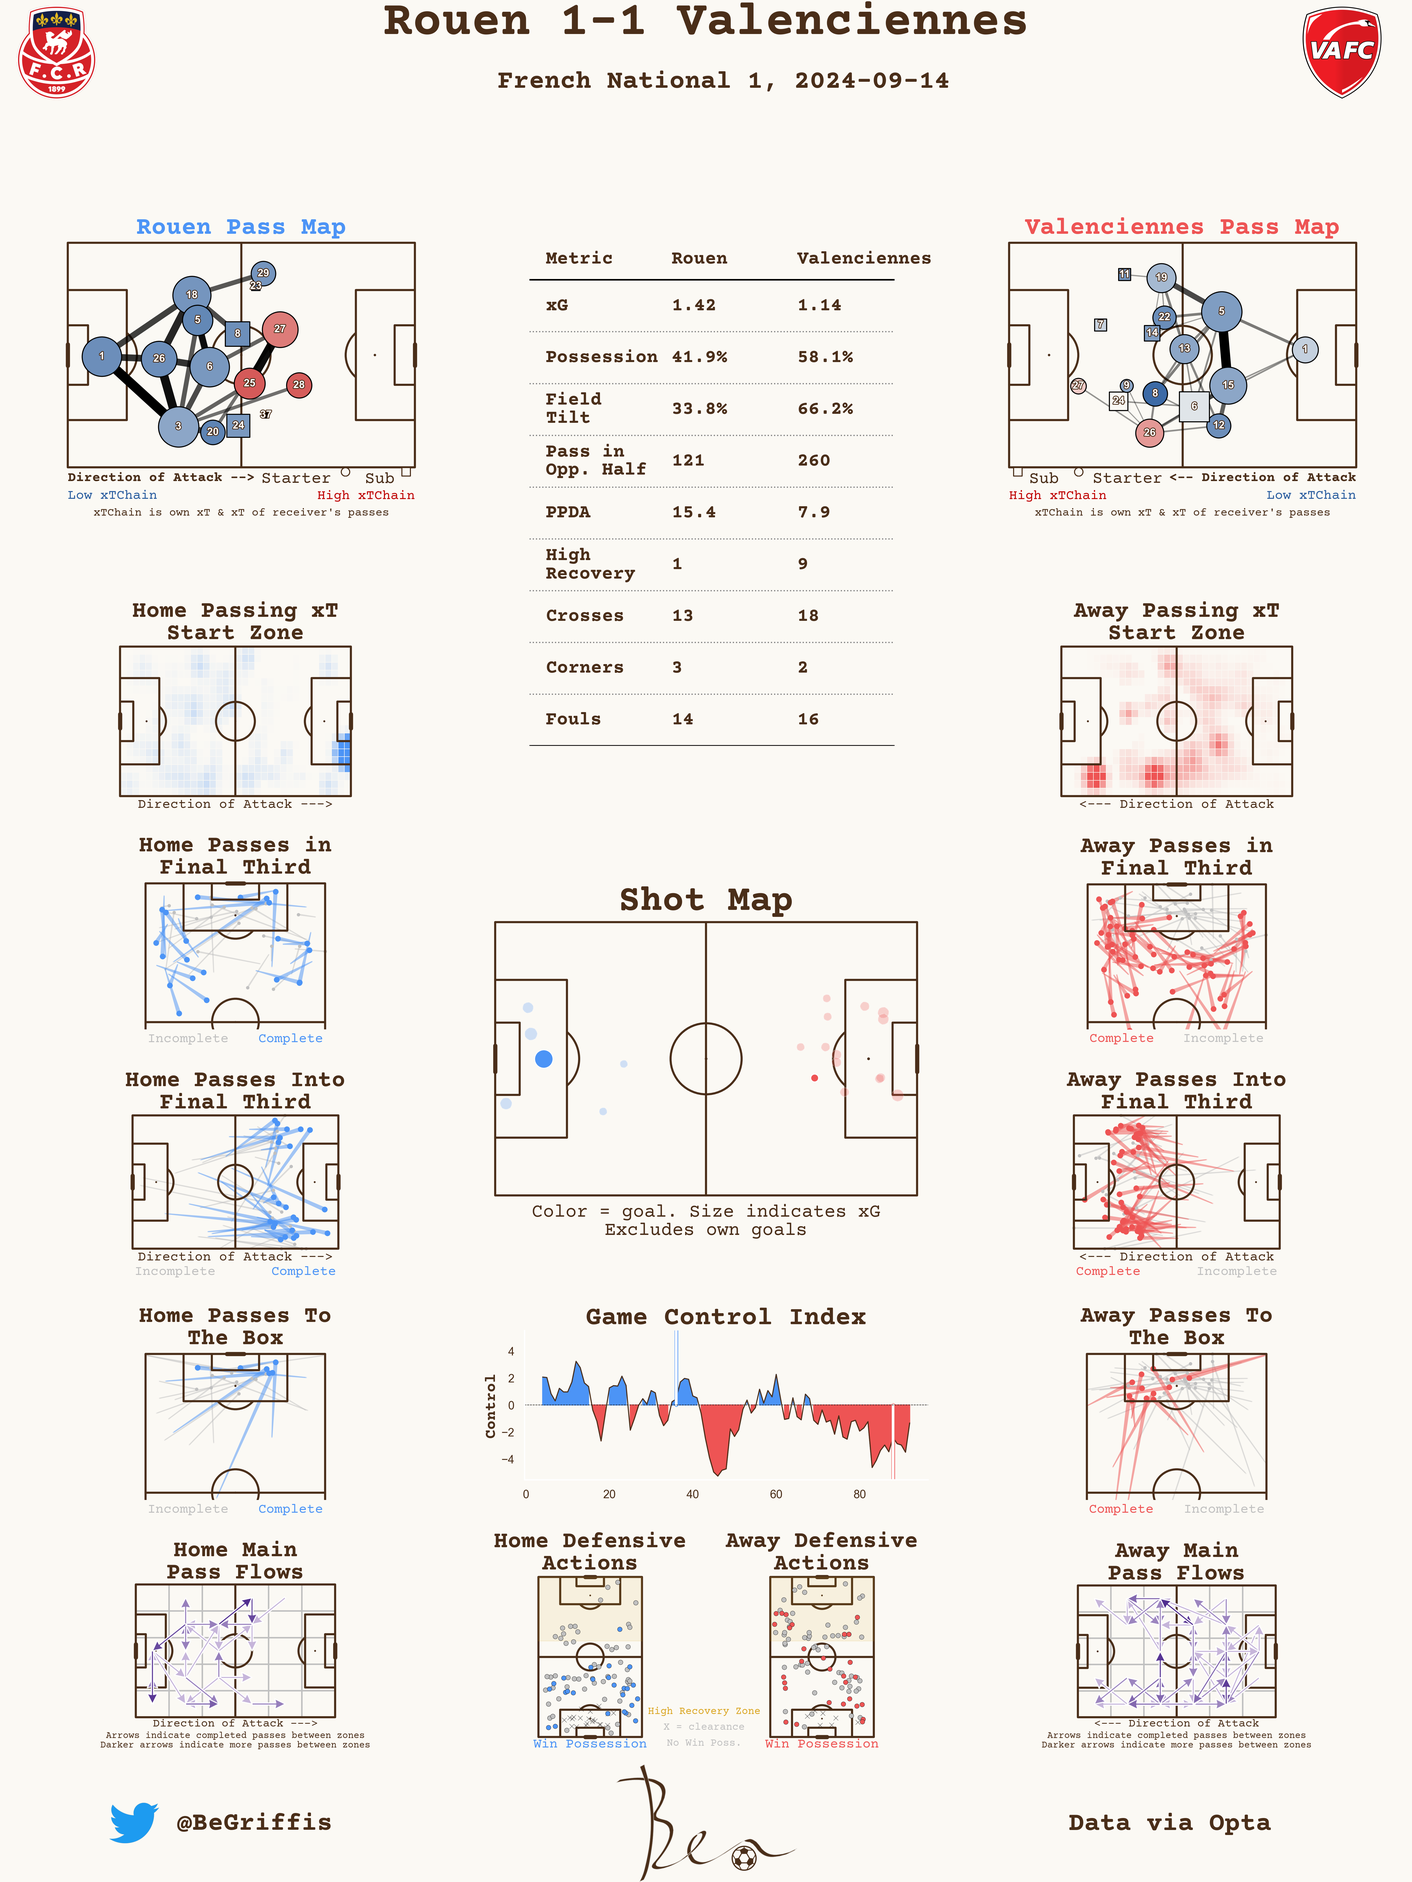 Rouen 1-1 Valenciennes
French National 1, 2024-09-14
F.C.R
1899
VAFC
Rouen Pass Map
29
23
18
5
8
27
1
26
6
25
28
37
3
20
24
Direction of Attack --> Starter Sub
Low xTChain High xTChain
xTChain is own xT & xT of receiver's passes
Metric Rouen Valenciennes
xG 1.42 1.14
Possession 41.9% 58.1%
Field
Tilt 33.8% 66.2%
Pass in
Opp. Half 121 260
PPDA 15.4 7.9
High
Recovery 1 9
Crosses 13 18
Corners 3 2
Fouls 14 16
Valenciennes Pass Map
11
19
5
22
7
14
13
1
27
9
15
24
8
6
26
12
Sub Starter <-- Direction of Attack
High xTChain Low xTChain
xTChain is own xT & xT of receiver's passes
Home Passing xT
Start Zone
Direction of Attack --->
Away Passing xT
Start Zone
<--- Direction of Attack
Home Passes in
Final Third
Incomplete Complete
Shot Map
Color = goal. Size indicates xG
Excludes own goals
Away Passes in
Final Third
Complete Incomplete
Home Passes Into
Final Third
Direction of Attack --->
Incomplete Complete
Away Passes Into
Final Third
<--- Direction of Attack
Complete Incomplete
Home Passes To
The Box
Incomplete Complete
Game Control Index
Control
4
2
0
−2
−4
0 20 40 60 80
Away Passes To
The Box
Complete Incomplete
Home Main
Pass Flows
Direction of Attack --->
Arrows indicate completed passes between zones
Darker arrows indicate more passes between zones
Home Defensive
Actions
Win Possession
High Recovery Zone
X = clearance
No Win Poss.
Away Defensive
Actions
Win Possession
Away Main
Pass Flows
<--- Direction of Attack
Arrows indicate completed passes between zones
Darker arrows indicate more passes between zones
@BeGriffis
Ben
Data via Opta